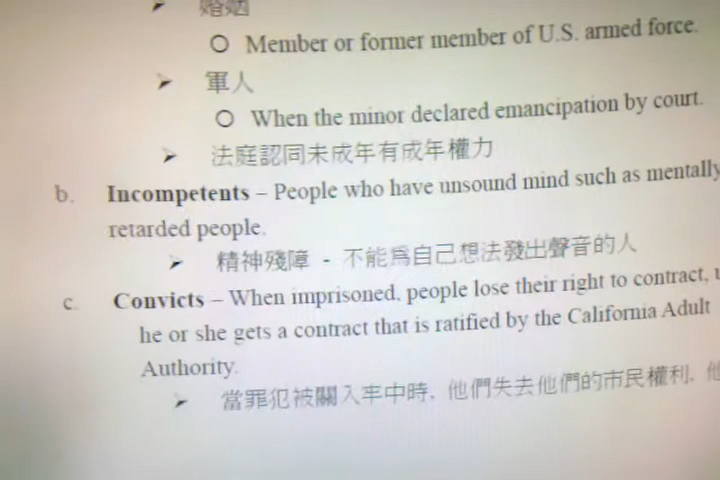 ➤ 婚姻
○ Member or former member of U.S. armed force.
➤ 軍人
○ When the minor declared emancipation by court.
➤ 法庭認同未成年有成年權力
b. Incompetents – People who have unsound mind such as mentally
retarded people.
➤ 精神殘障 - 不能為自己想法發出聲音的人
c. Convicts – When imprisoned, people lose their right to contract,
he or she gets a contract that is ratified by the California Adult
Authority.
➤ 當罪犯被關入牢中時, 他們失去他們的市民權利, 他